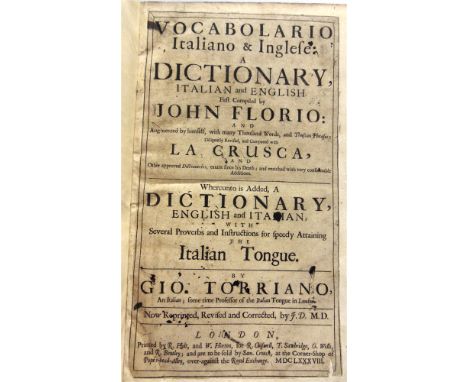 VOCABOLARIO
Italiano & Inglese:
A
DICTIONARY,
ITALIAN and ENGLISH
First Compiled by
JOHN FLORIO:
AND
Augmented by himself, with many Thousand Words, and Thuscan Phrases;
Diligently Revised, and Compared with
LA CRUSCA,
AND
Other approved Dictionaries, extant since his Death; and enriched with very considerable
Additions.
Whereunto is Added, A
DICTIONARY,
ENGLISH and ITALIAN,
WITH
Several Proverbs and Instructions for speedy Attaining
THE
Italian Tongue.
BY
GIO. TORRIANO,
An Italian; some time Professor of the Italian Tongue in London.
Now Reprinted, Revised and Corrected, by J. D. M. D.
LONDON,
Printed by R. Holt, and W. Horton, for R. Chiswell, T. Sawbridge, G. Wells,
and R. Bentley; and are to be sold by San. Crouch, at the Corner-Shop of
Popes-head-Alley, over-against the Royal Exchange. MDCLXXXVIII.